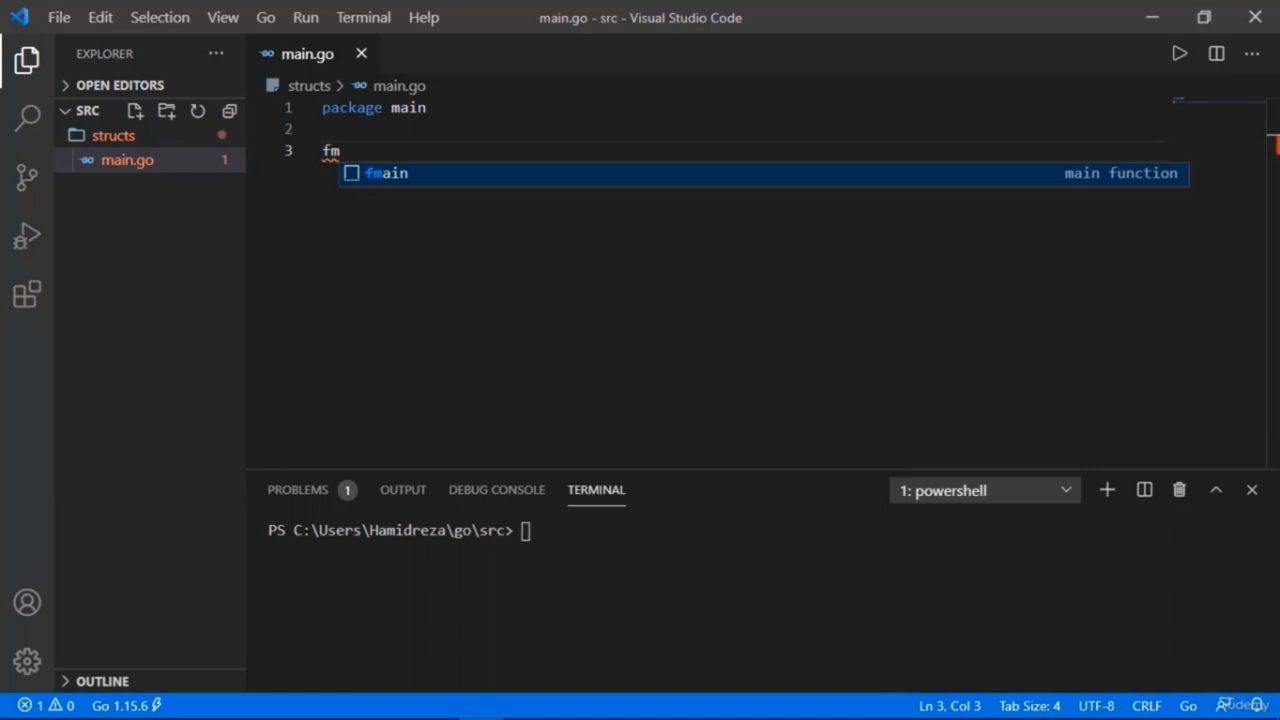 File Edit Selection View Go Run Terminal Help main.go - src - Visual Studio Code
EXPLORER
main.go
OPEN EDITORS
structs > main.go
SRC
structs
main.go 1
1 package main
2
3 fm
fmain main function
PROBLEMS 1 OUTPUT DEBUG CONSOLE TERMINAL 1: powershell
PS C:\Users\Hamidreza\go\src>
OUTLINE
1 0 Go 1.15.6 Ln 3, Col 3 Tab Size: 4 UTF-8 CRLF Go
Udemy